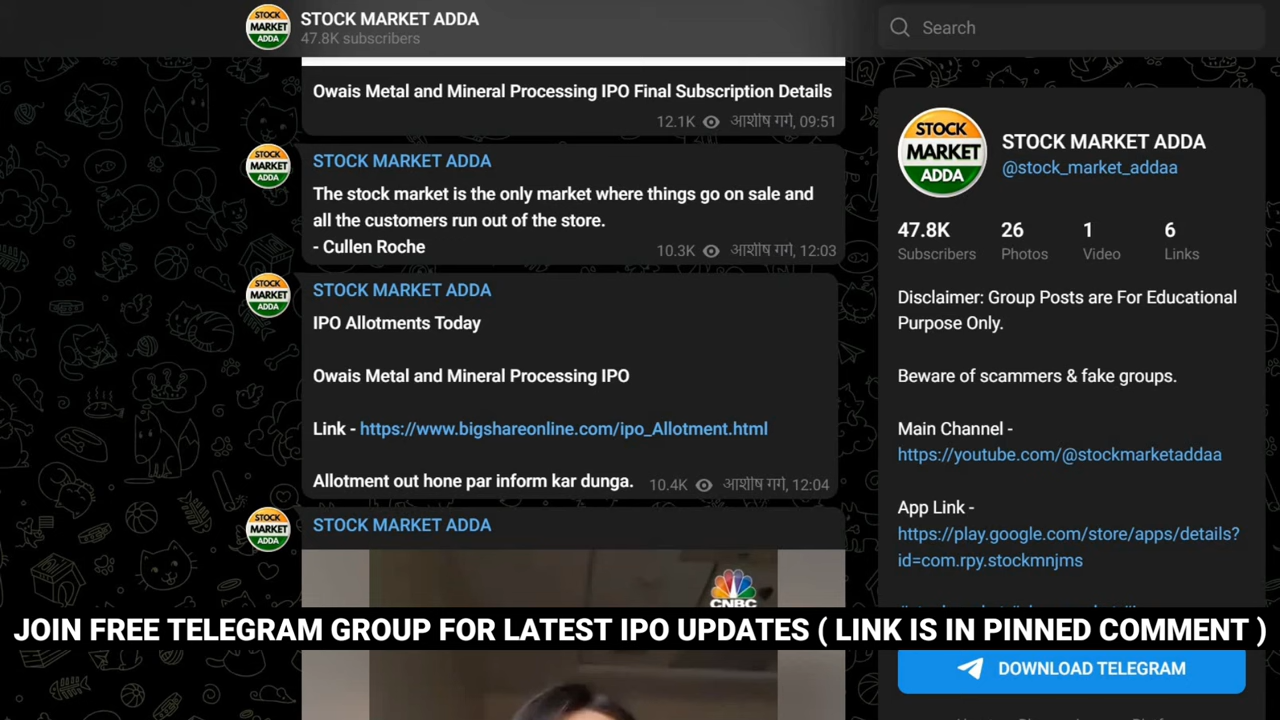 STOCK MARKET ADDA
47.8K subscribers
Search
Owais Metal and Mineral Processing IPO Final Subscription Details
12.1K आशीष गर्ग, 09:51
STOCK MARKET ADDA
The stock market is the only market where things go on sale and
all the customers run out of the store.
- Cullen Roche
10.3K आशीष गर्ग, 12:03
STOCK MARKET ADDA
IPO Allotments Today
Owais Metal and Mineral Processing IPO
Link - https://www.bigshareonline.com/ipo_Allotment.html
Allotment out hone par inform kar dunga.
10.4K आशीष गर्ग, 12:04
STOCK MARKET ADDA
CNBC
STOCK
MARKET
ADDA
STOCK MARKET ADDA
@stock_market_addaa
47.8K
Subscribers
26
Photos
1
Video
6
Links
Disclaimer: Group Posts are For Educational
Purpose Only.
Beware of scammers & fake groups.
Main Channel -
https://youtube.com/@stockmarketaddaa
App Link -
https://play.google.com/store/apps/details?
id=com.rpy.stockmnjms
JOIN FREE TELEGRAM GROUP FOR LATEST IPO UPDATES ( LINK IS IN PINNED COMMENT )
DOWNLOAD TELEGRAM